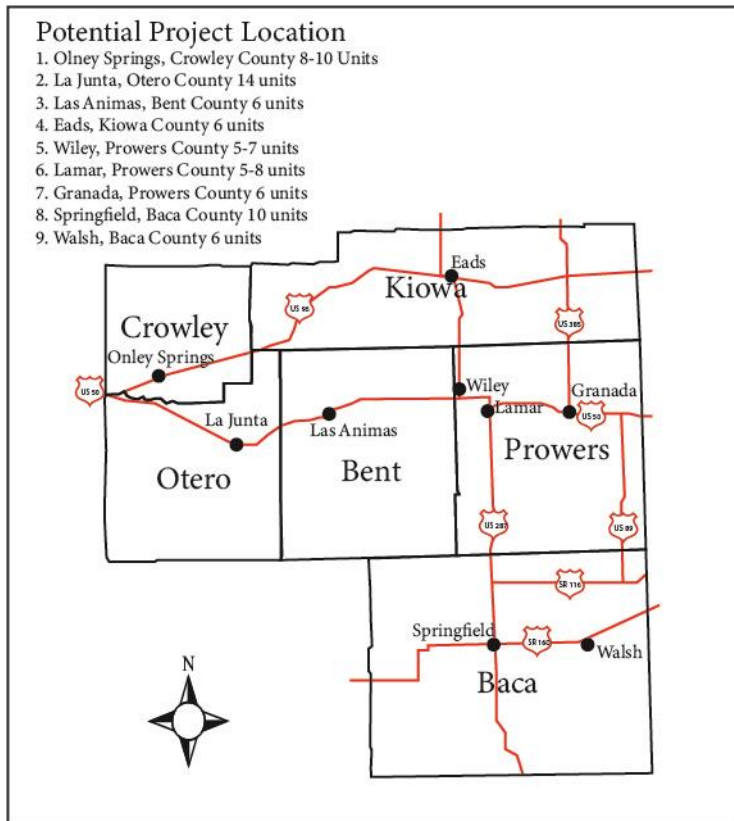 Potential Project Location
1. Olney Springs, Crowley County 8-10 Units
2. La Junta, Otero County 14 units
3. Las Animas, Bent County 6 units
4. Eads, Kiowa County 6 units
5. Wiley, Prowers County 5-7 units
6. Lamar, Prowers County 5-8 units
7. Granada, Prowers County 6 units
8. Springfield, Baca County 10 units
9. Walsh, Baca County 6 units
Eads
Kiowa
US 96
US 385
Crowley
Onley Springs
US 50
Wiley
Granada
La Junta
Las Animas
Lamar
US 50
Prowers
Otero
Bent
US 287
US 89
SR 116
Springfield
SR 160
Walsh
Baca
N